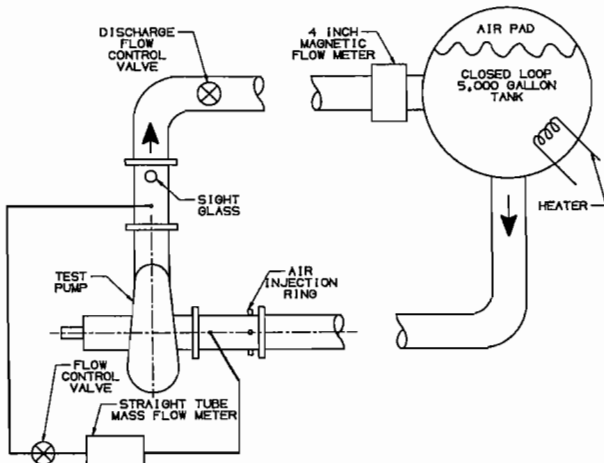 DISCHARGE
FLOW
CONTROL
VALVE
4 INCH
MAGNETIC
FLOW METER
AIR PAD
CLOSED LOOP
5,000 GALLON
TANK
HEATER
SIGHT
GLASS
TEST
PUMP
AIR
INJECTION
RING
FLOW
CONTROL
VALVE
STRAIGHT TUBE
MASS FLOW METER